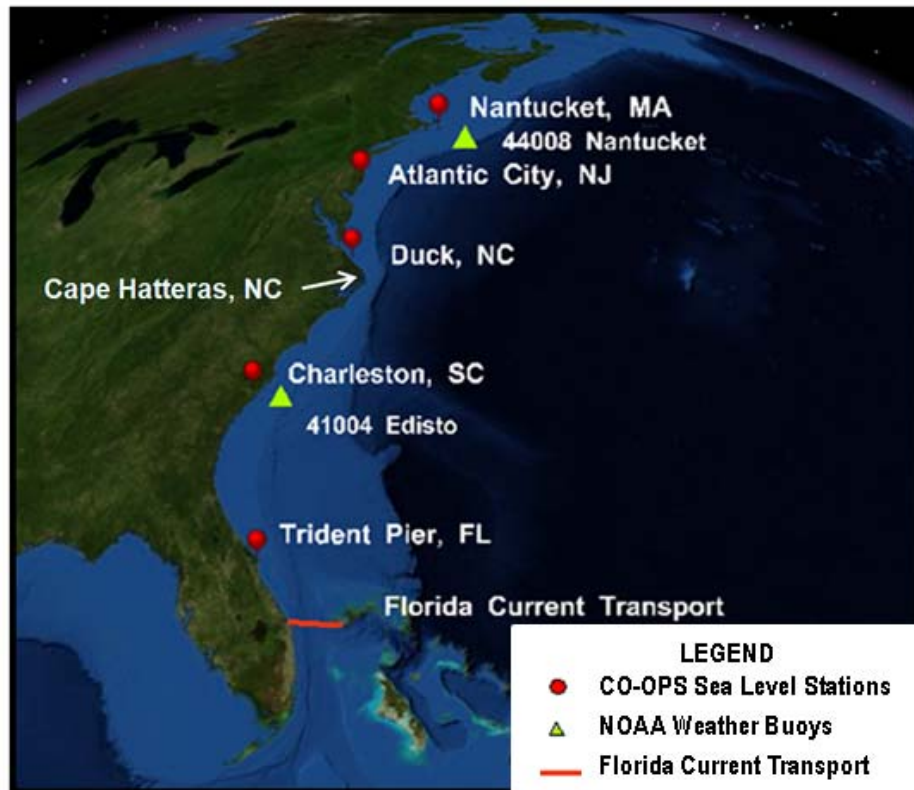 Nantucket, MA
44008 Nantucket
Atlantic City, NJ
Duck, NC
Cape Hatteras, NC
Charleston, SC
41004 Edisto
Trident Pier, FL
Florida Current Transport
LEGEND
CO-OPS Sea Level Stations
NOAA Weather Buoys
Florida Current Transport